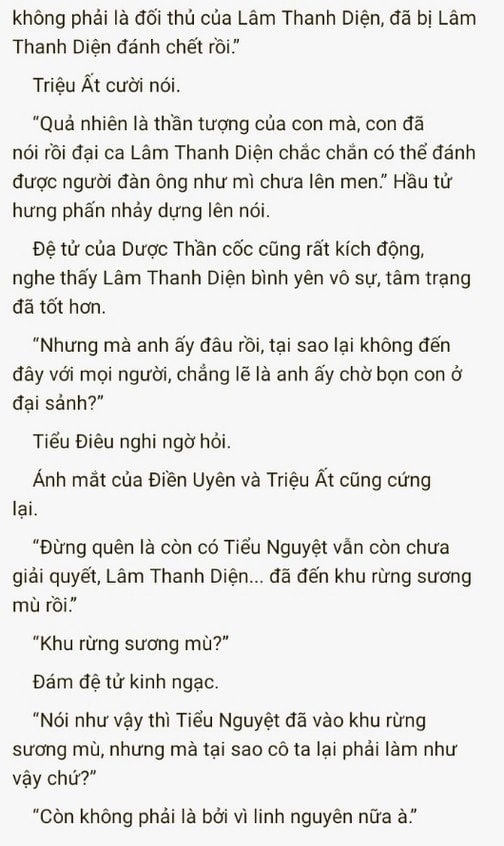 không phải là đối thủ của Lâm Thanh Diện, đã bị Lâm
Thanh Diện đánh chết rồi.”
Triệu Ất cười nói.
“Quả nhiên là thần tượng của con mà, con đã
nói rồi đại ca Lâm Thanh Diện chắc chắn có thể đánh
được người đàn ông như mì chưa lên men.” Hầu tử
hưng phấn nhảy dựng lên nói.
Đệ tử của Dược Thần cốc cũng rất kích động,
nghe thấy Lâm Thanh Diện bình yên vô sự, tâm trạng
đã tốt hơn.
“Nhưng mà anh ấy đâu rồi, tại sao lại không đến
đây với mọi người, chẳng lẽ là anh ấy chờ bọn con ở
đại sảnh?”
Tiểu Điêu nghi ngờ hỏi.
Ánh mắt của Điền Uyên và Triệu Ất cũng cứng
lại.
“Đừng quên là còn có Tiểu Nguyệt vẫn còn chưa
giải quyết, Lâm Thanh Diện... đã đến khu rừng sương
mù rồi.”
“Khu rừng sương mù?”
Đám đệ tử kinh ngạc.
“Nói như vậy thì Tiểu Nguyệt đã vào khu rừng
sương mù, nhưng mà tại sao cô ta lại phải làm như
vậy chứ?”
“Còn không phải là bởi vì linh nguyên nữa à.”